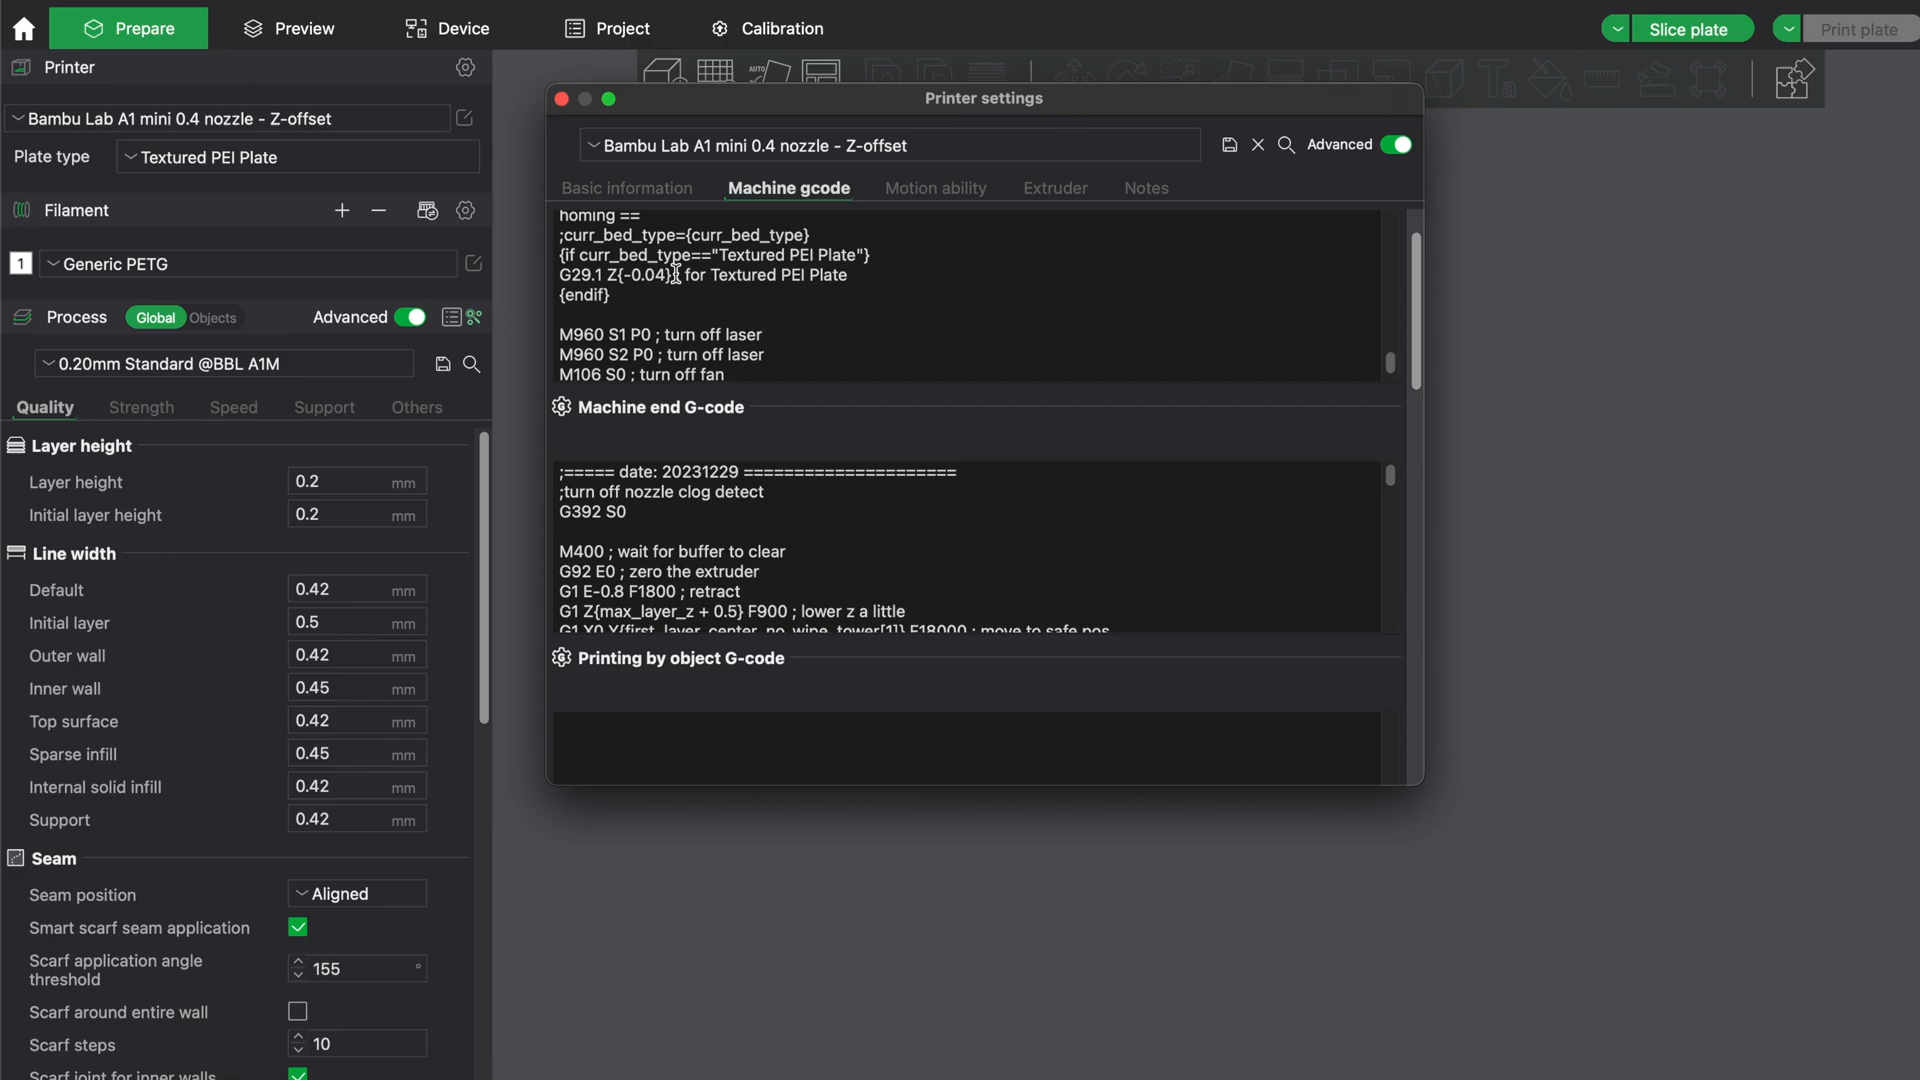 Prepare
Preview
Device
Project
Calibration
Slice plate
Print plate
Printer
Bambu Lab A1 mini 0.4 nozzle - Z-offset
Plate type
Textured PEI Plate
Filament
1
Generic PETG
Process
Global
Objects
Advanced
0.20mm Standard @BBL A1M
Quality
Strength
Speed
Support
Others
Layer height
Layer height 0.2 mm
Initial layer height 0.2 mm
Line width
Default 0.42 mm
Initial layer 0.5 mm
Outer wall 0.42 mm
Inner wall 0.45 mm
Top surface 0.42 mm
Sparse infill 0.45 mm
Internal solid infill 0.42 mm
Support 0.42 mm
Seam
Seam position Aligned
Smart scarf seam application
Scarf application angle
threshold
155 °
Scarf around entire wall
Scarf steps 10
Scarf joint for inner walls
AUTO
Printer settings
Bambu Lab A1 mini 0.4 nozzle - Z-offset
Advanced
Basic information
Machine gcode
Motion ability
Extruder
Notes
homing ==
;curr_bed_type={curr_bed_type}
{if curr_bed_type=="Textured PEI Plate"}
G29.1 Z{-0.04} for Textured PEI Plate
{endif}
M960 S1 P0 ; turn off laser
M960 S2 P0 ; turn off laser
M106 S0 ; turn off fan
Machine end G-code
;===== date: 20231229 =====================
;turn off nozzle clog detect
G392 S0
M400 ; wait for buffer to clear
G92 E0 ; zero the extruder
G1 E-0.8 F1800 ; retract
G1 Z{max_layer_z + 0.5} F900 ; lower z a little
G1 X0 Y{first_layer_center_no_wipe_tower[1]} F18000 ; move to safe pos
Printing by object G-code